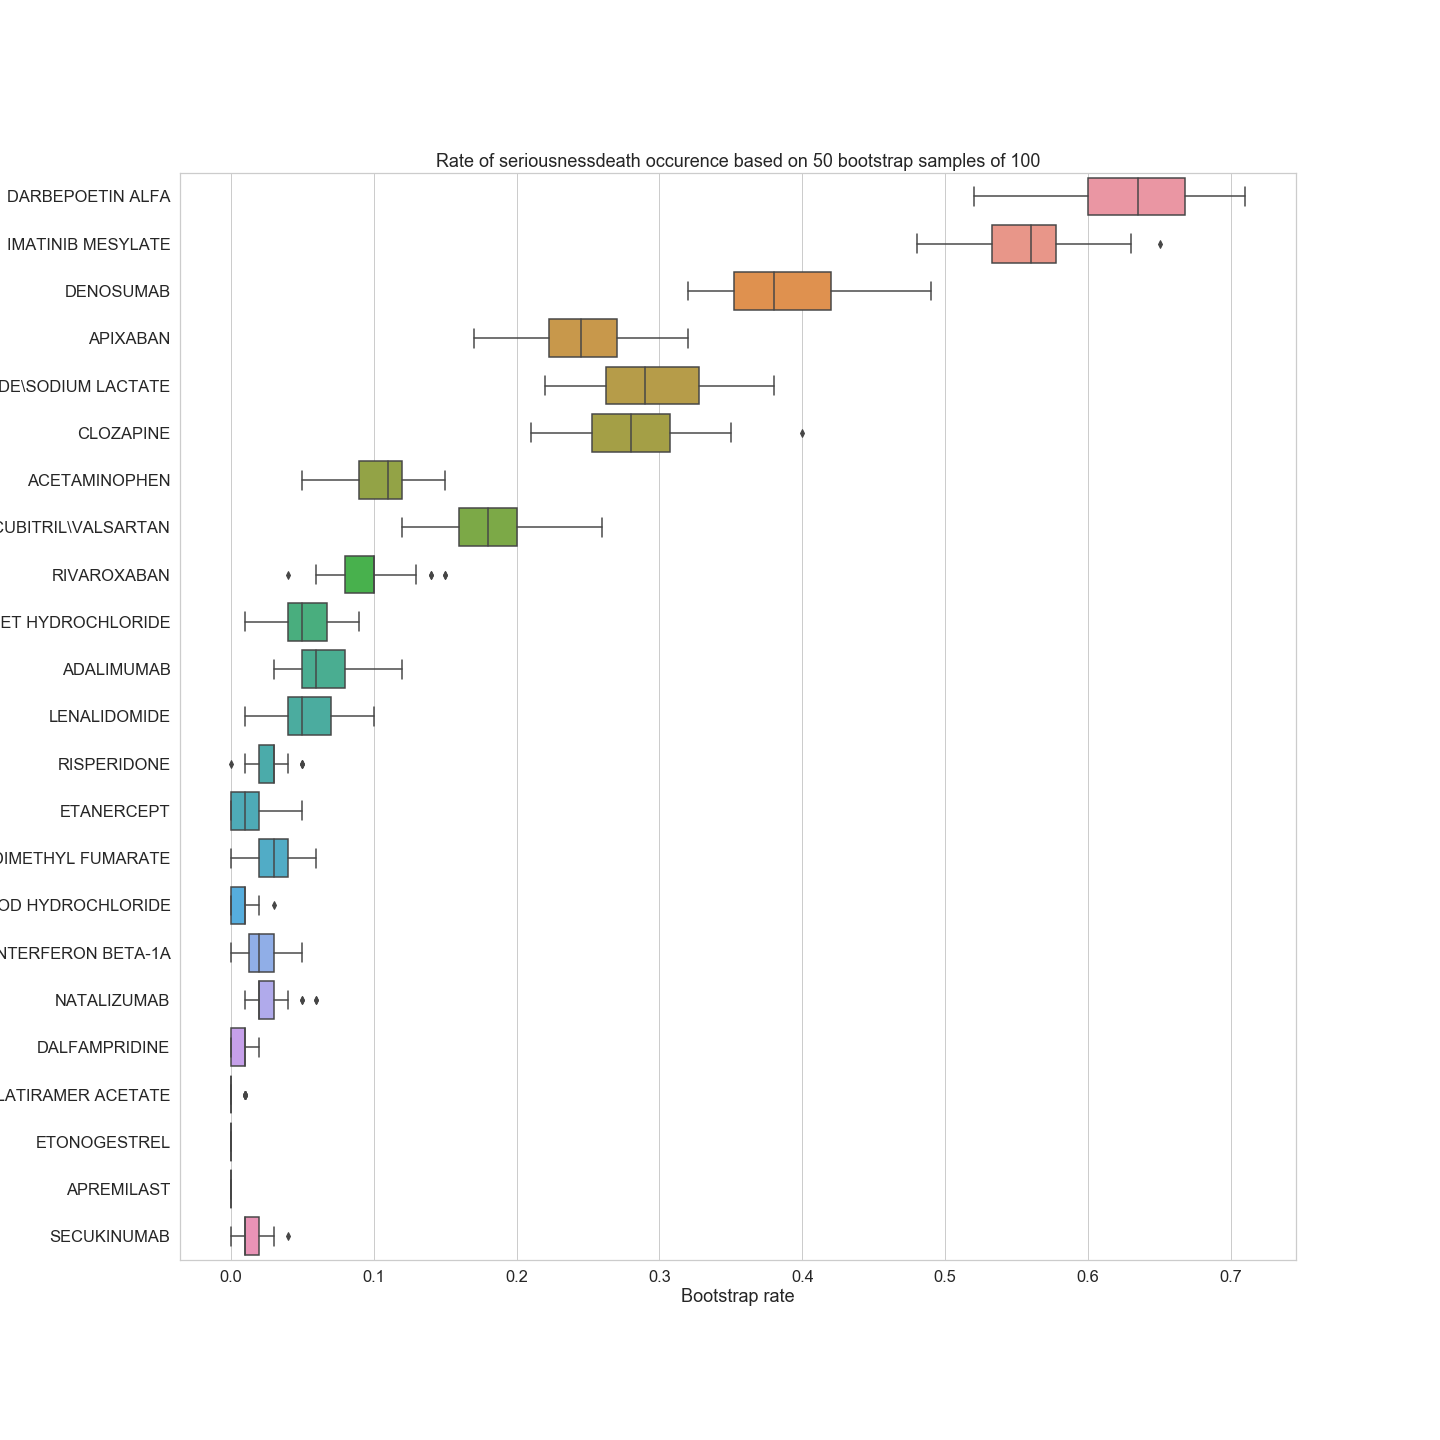 Rate of seriousnessdeath occurence based on 50 bootstrap samples of 100
DARBEPOETIN ALFA
IMATINIB MESYLATE
DENOSUMAB
APIXABAN
DE\SODIUM LACTATE
CLOZAPINE
ACETAMINOPHEN
CUBITRIL\VALSARTAN
RIVAROXABAN
ET HYDROCHLORIDE
ADALIMUMAB
LENALIDOMIDE
RISPERIDONE
ETANERCEPT
DIMETHYL FUMARATE
OD HYDROCHLORIDE
NTERFERON BETA-1A
NATALIZUMAB
DALFAMPRIDINE
LATIRAMER ACETATE
ETONOGESTREL
APREMILAST
SECUKINUMAB
0.0 0.1 0.2 0.3 0.4 0.5 0.6 0.7
Bootstrap rate